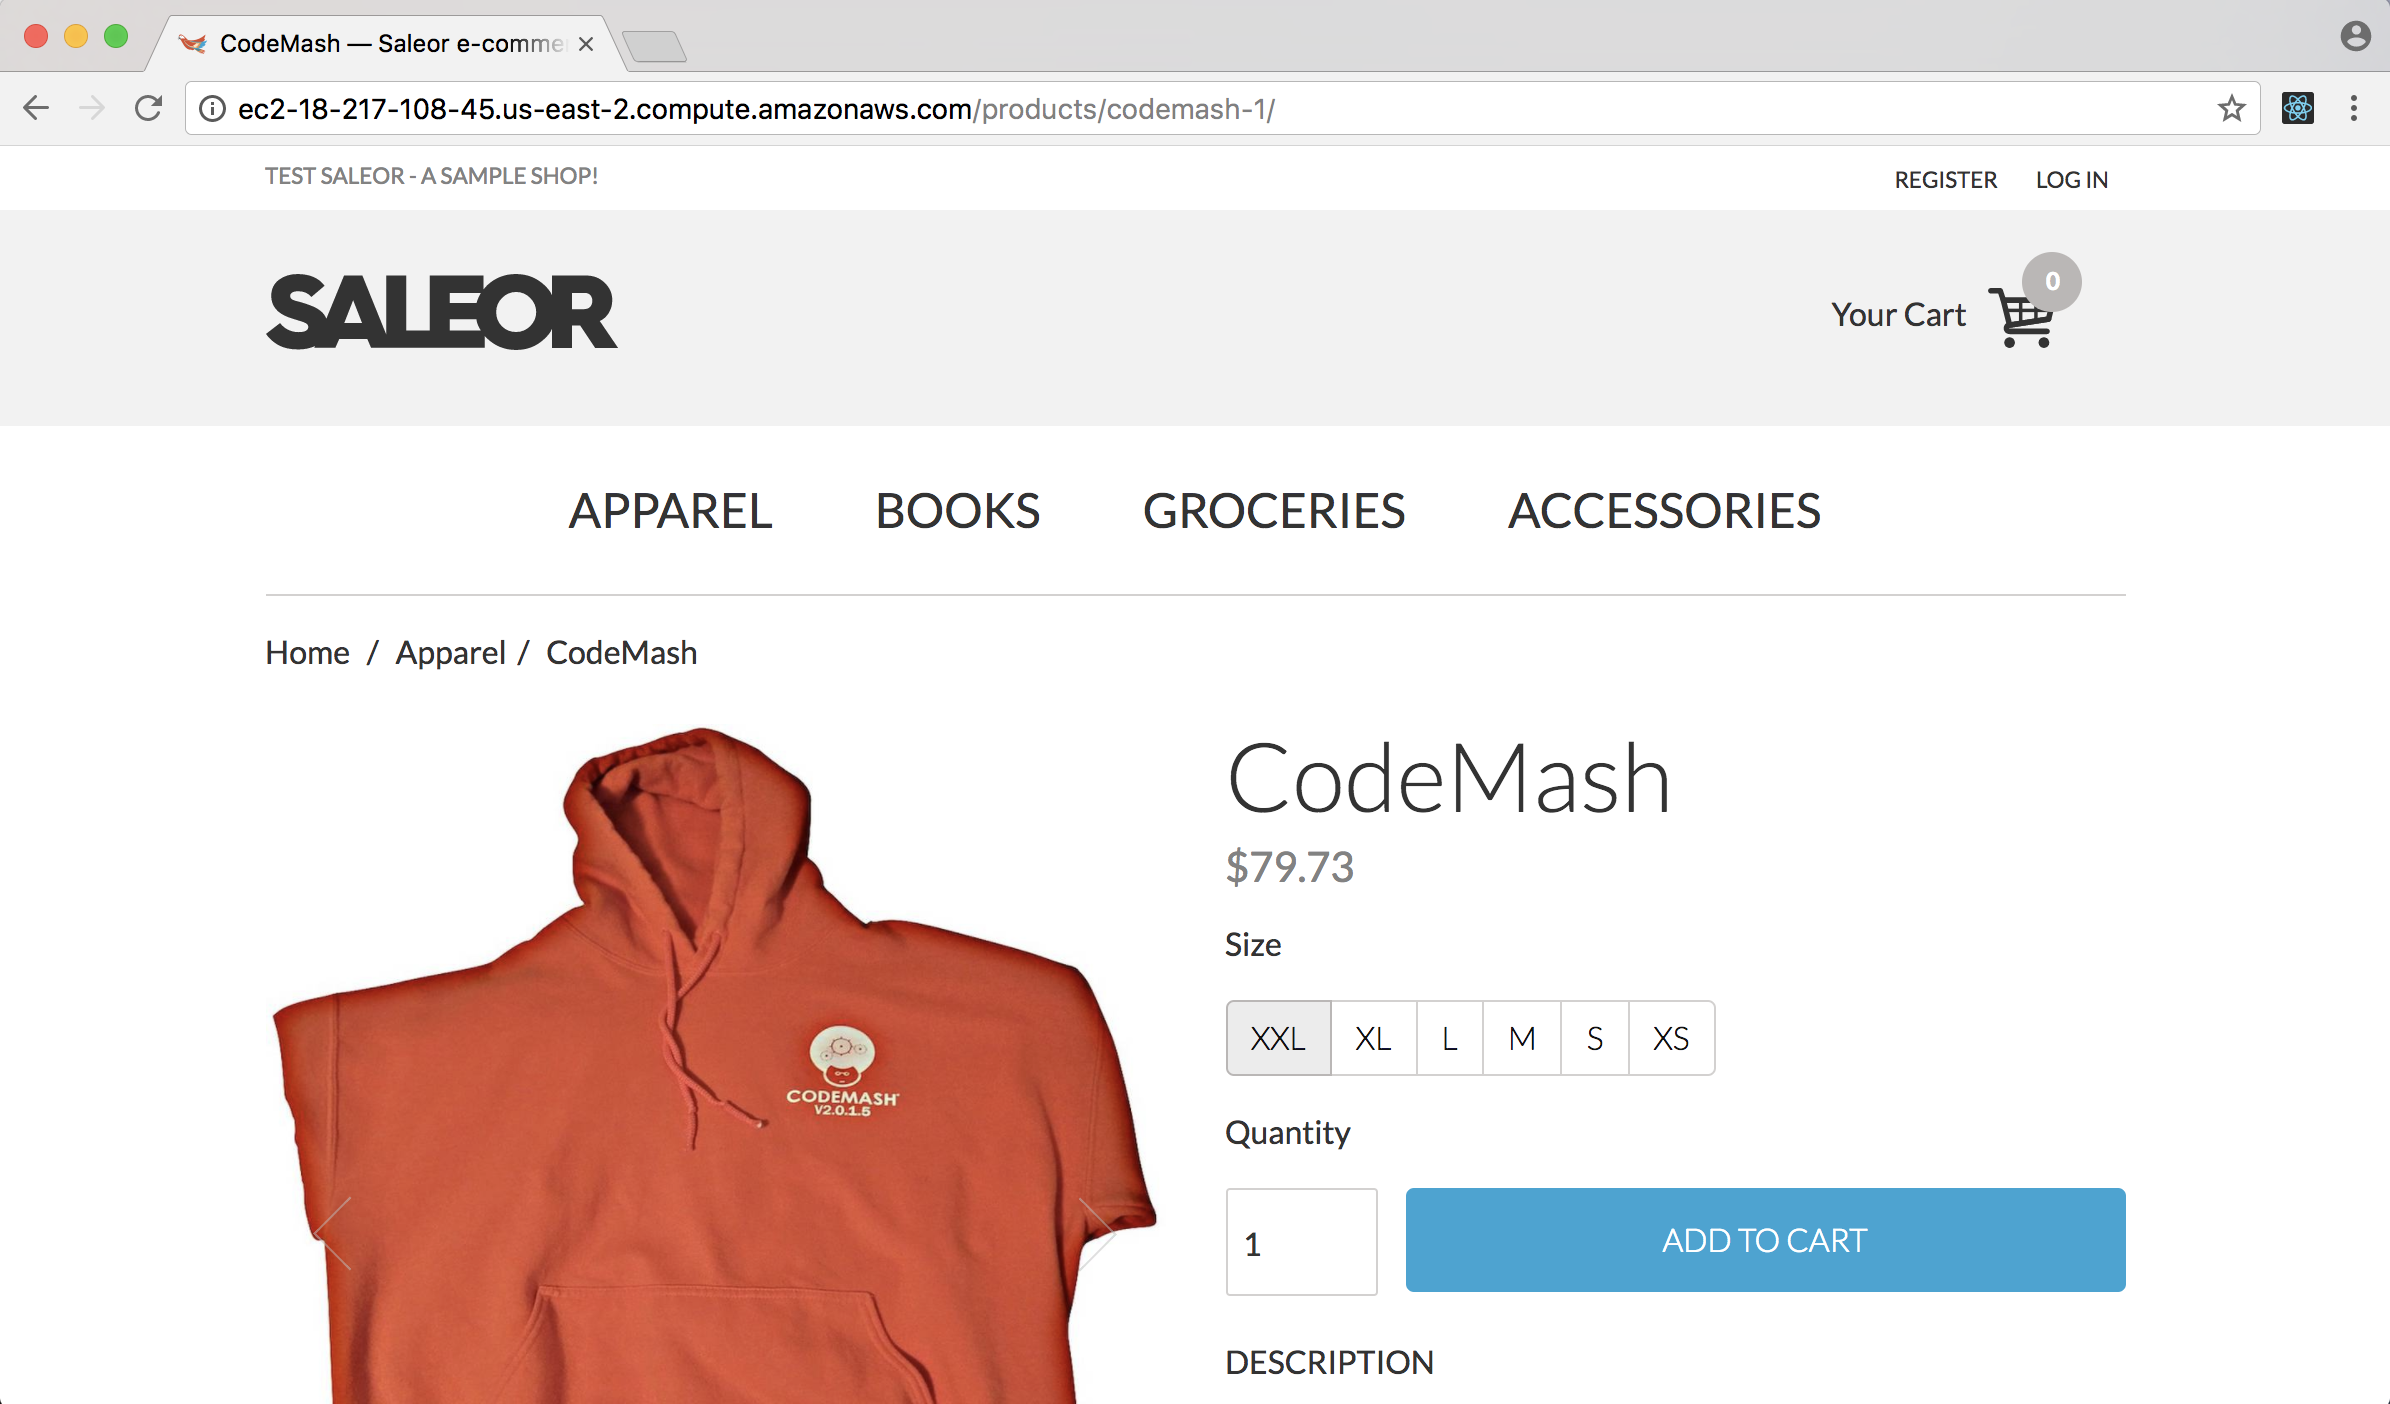 CodeMash — Saleor e-comme
ec2-18-217-108-45.us-east-2.compute.amazonaws.com/products/codemash-1/
TEST SALEOR - A SAMPLE SHOP!
REGISTER LOG IN
SALEOR
Your Cart 0
APPAREL BOOKS GROCERIES ACCESSORIES
Home / Apparel / CodeMash
CodeMash
$79.73
Size
XXL XL L M S XS
CODEMASH
V2.0.1.5
Quantity
1 ADD TO CART
DESCRIPTION